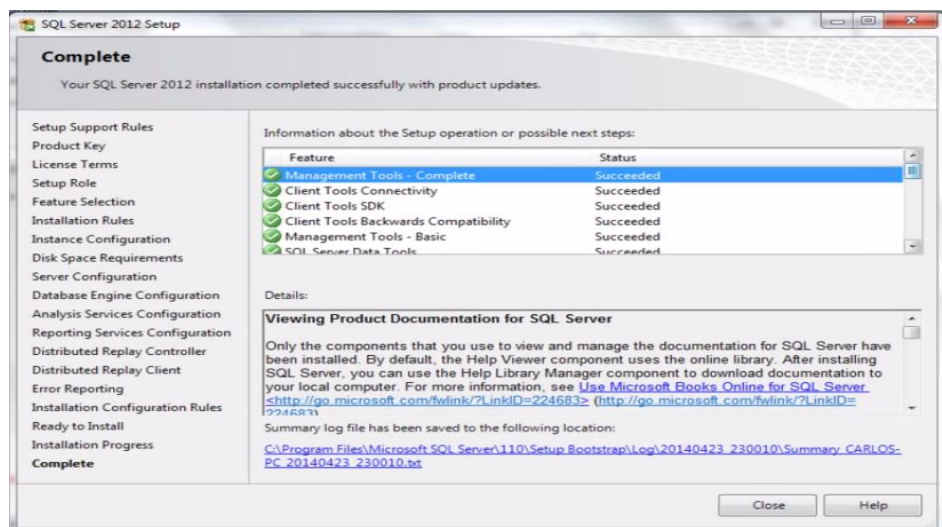 SQL Server 2012 Setup
Complete
Your SQL Server 2012 installation completed successfully with product updates.
Setup Support Rules
Product Key
License Terms
Setup Role
Feature Selection
Installation Rules
Instance Configuration
Disk Space Requirements
Server Configuration
Database Engine Configuration
Analysis Services Configuration
Reporting Services Configuration
Distributed Replay Controller
Distributed Replay Client
Error Reporting
Installation Configuration Rules
Ready to Install
Installation Progress
Complete
Information about the Setup operation or possible next steps:
Feature Status
Management Tools - Complete Succeeded
Client Tools Connectivity Succeeded
Client Tools SDK Succeeded
Client Tools Backwards Compatibility Succeeded
Management Tools - Basic Succeeded
SQL Server Data Tools Succeeded
Details:
Viewing Product Documentation for SQL Server
Only the components that you use to view and manage the documentation for SQL Server have
been installed. By default, the Help Viewer component uses the online library. After installing
SQL Server, you can use the Help Library Manager component to download documentation to
your local computer. For more information, see Use Microsoft Books Online for SQL Server
<http://go.microsoft.com/fwlink/?LinkID=224683> (http://go.microsoft.com/fwlink/?LinkID=
224683)
Summary log file has been saved to the following location:
C:\Program Files\Microsoft SQL Server\110\Setup Bootstrap\Log\20140423_230010\Summary_CARLOS-
PC_20140423_230010.txt
Close Help